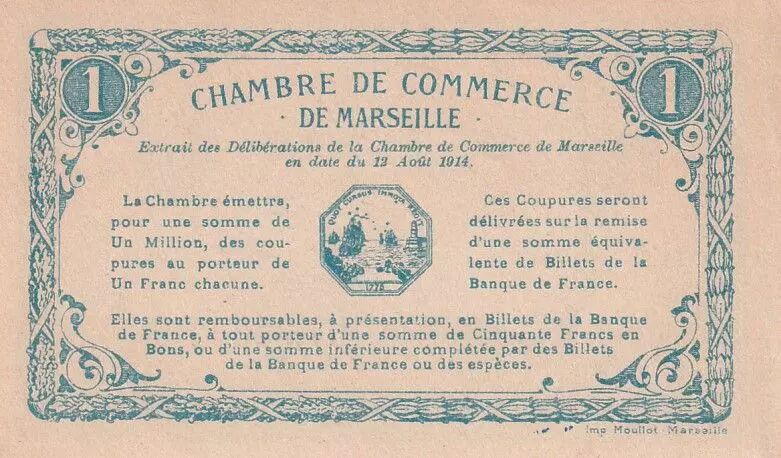 1 1
CHAMBRE DE COMMERCE
· DE MARSEILLE ·
Extrait des Délibérations de la Chambre de Commerce de Marseille
en date du 12 Août 1914.
La Chambre émettra,
pour une somme de
Un Million, des cou-
pures au porteur de
Un Franc chacune.
CURSUS IMMOTA
1775
Ces Coupures seront
délivrées sur la remise
d'une somme équiva-
lente de Billets de la
Banque de France.
Elles sont remboursables, à présentation, en Billets de la Banque
de France, à tout porteur d'une somme de Cinquante Francs en
Bons, ou d'une somme inférieure complétée par des Billets
de la Banque de France ou des espèces.
Imp Moullot - Marseille